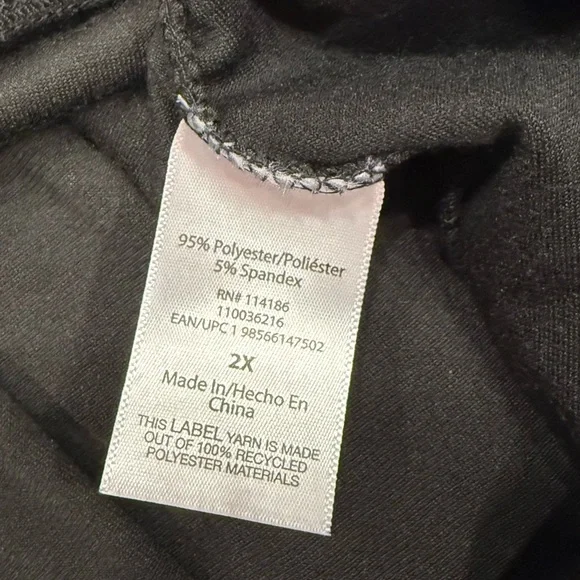 95% Polyester/Poliéster
5% Spandex
RN# 114186
110036216
EAN/UPC 1 98566147502
2X
Made In/Hecho En
China
THIS LABEL YARN IS MADE
OUT OF 100% RECYCLED
POLYESTER MATERIALS